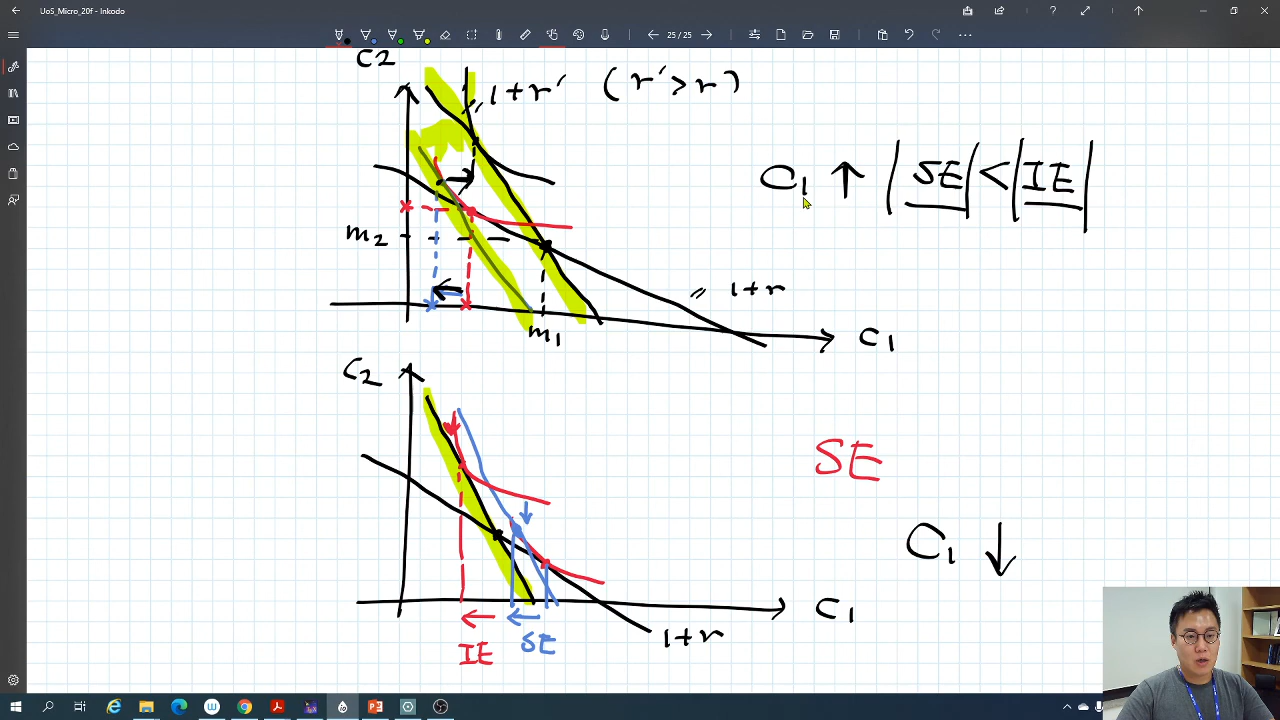 UoS_Micro_20f - Inkodo
25 / 25
C2
1+r' (r'>r)
C1 ↑ |SE| < |IE|
m2
1+r
m1
C1
C2
SE
C1 ↓
C1
1+r
SE
IE